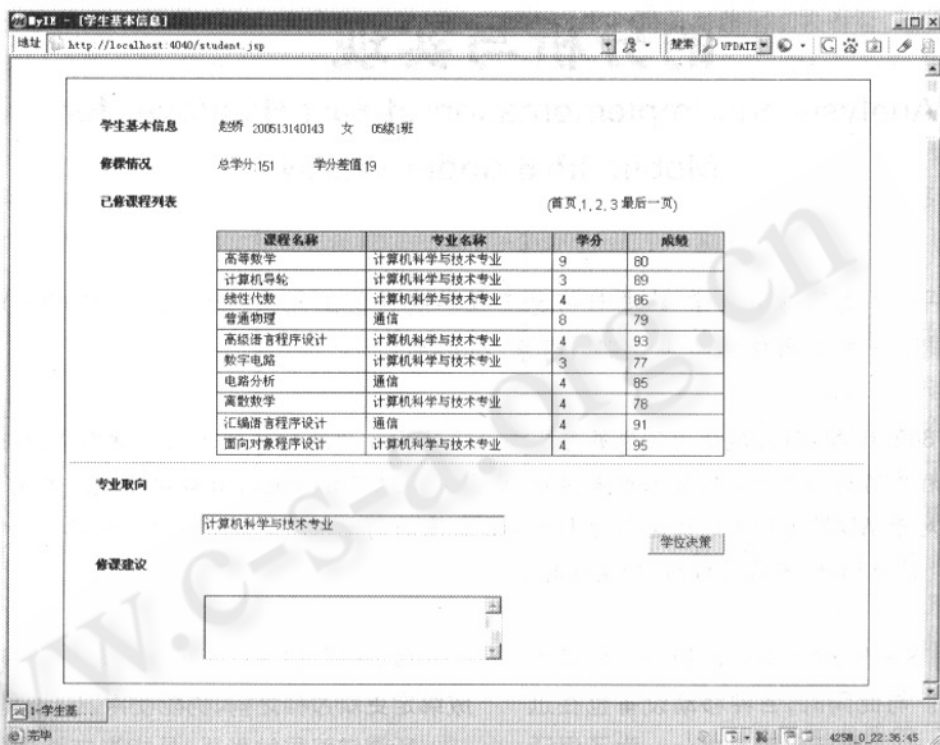 MyIE - [学生基本信息]
地址 http://localhost:4040/student.jsp 搜索 UPDATE
学生基本信息 赵娇 200513140143 女 05级1班
修课情况 总学分:151 学分差值19
已修课程列表 (首页,1,2,3最后一页)
课程名称 专业名称 学分 成绩
高等数学 计算机科学与技术专业 9 80
计算机导轮 计算机科学与技术专业 3 89
线性代数 计算机科学与技术专业 4 86
普通物理 通信 8 79
高级语言程序设计 计算机科学与技术专业 4 93
数字电路 计算机科学与技术专业 3 77
电路分析 通信 4 85
离散数学 计算机科学与技术专业 4 78
汇编语言程序设计 通信 4 91
面向对象程序设计 计算机科学与技术专业 4 95
专业取向
计算机科学与技术专业
学位决策
修课建议
1-学生基...
完毕 425M_0_22:36:45
www.c-s-a.org.cn